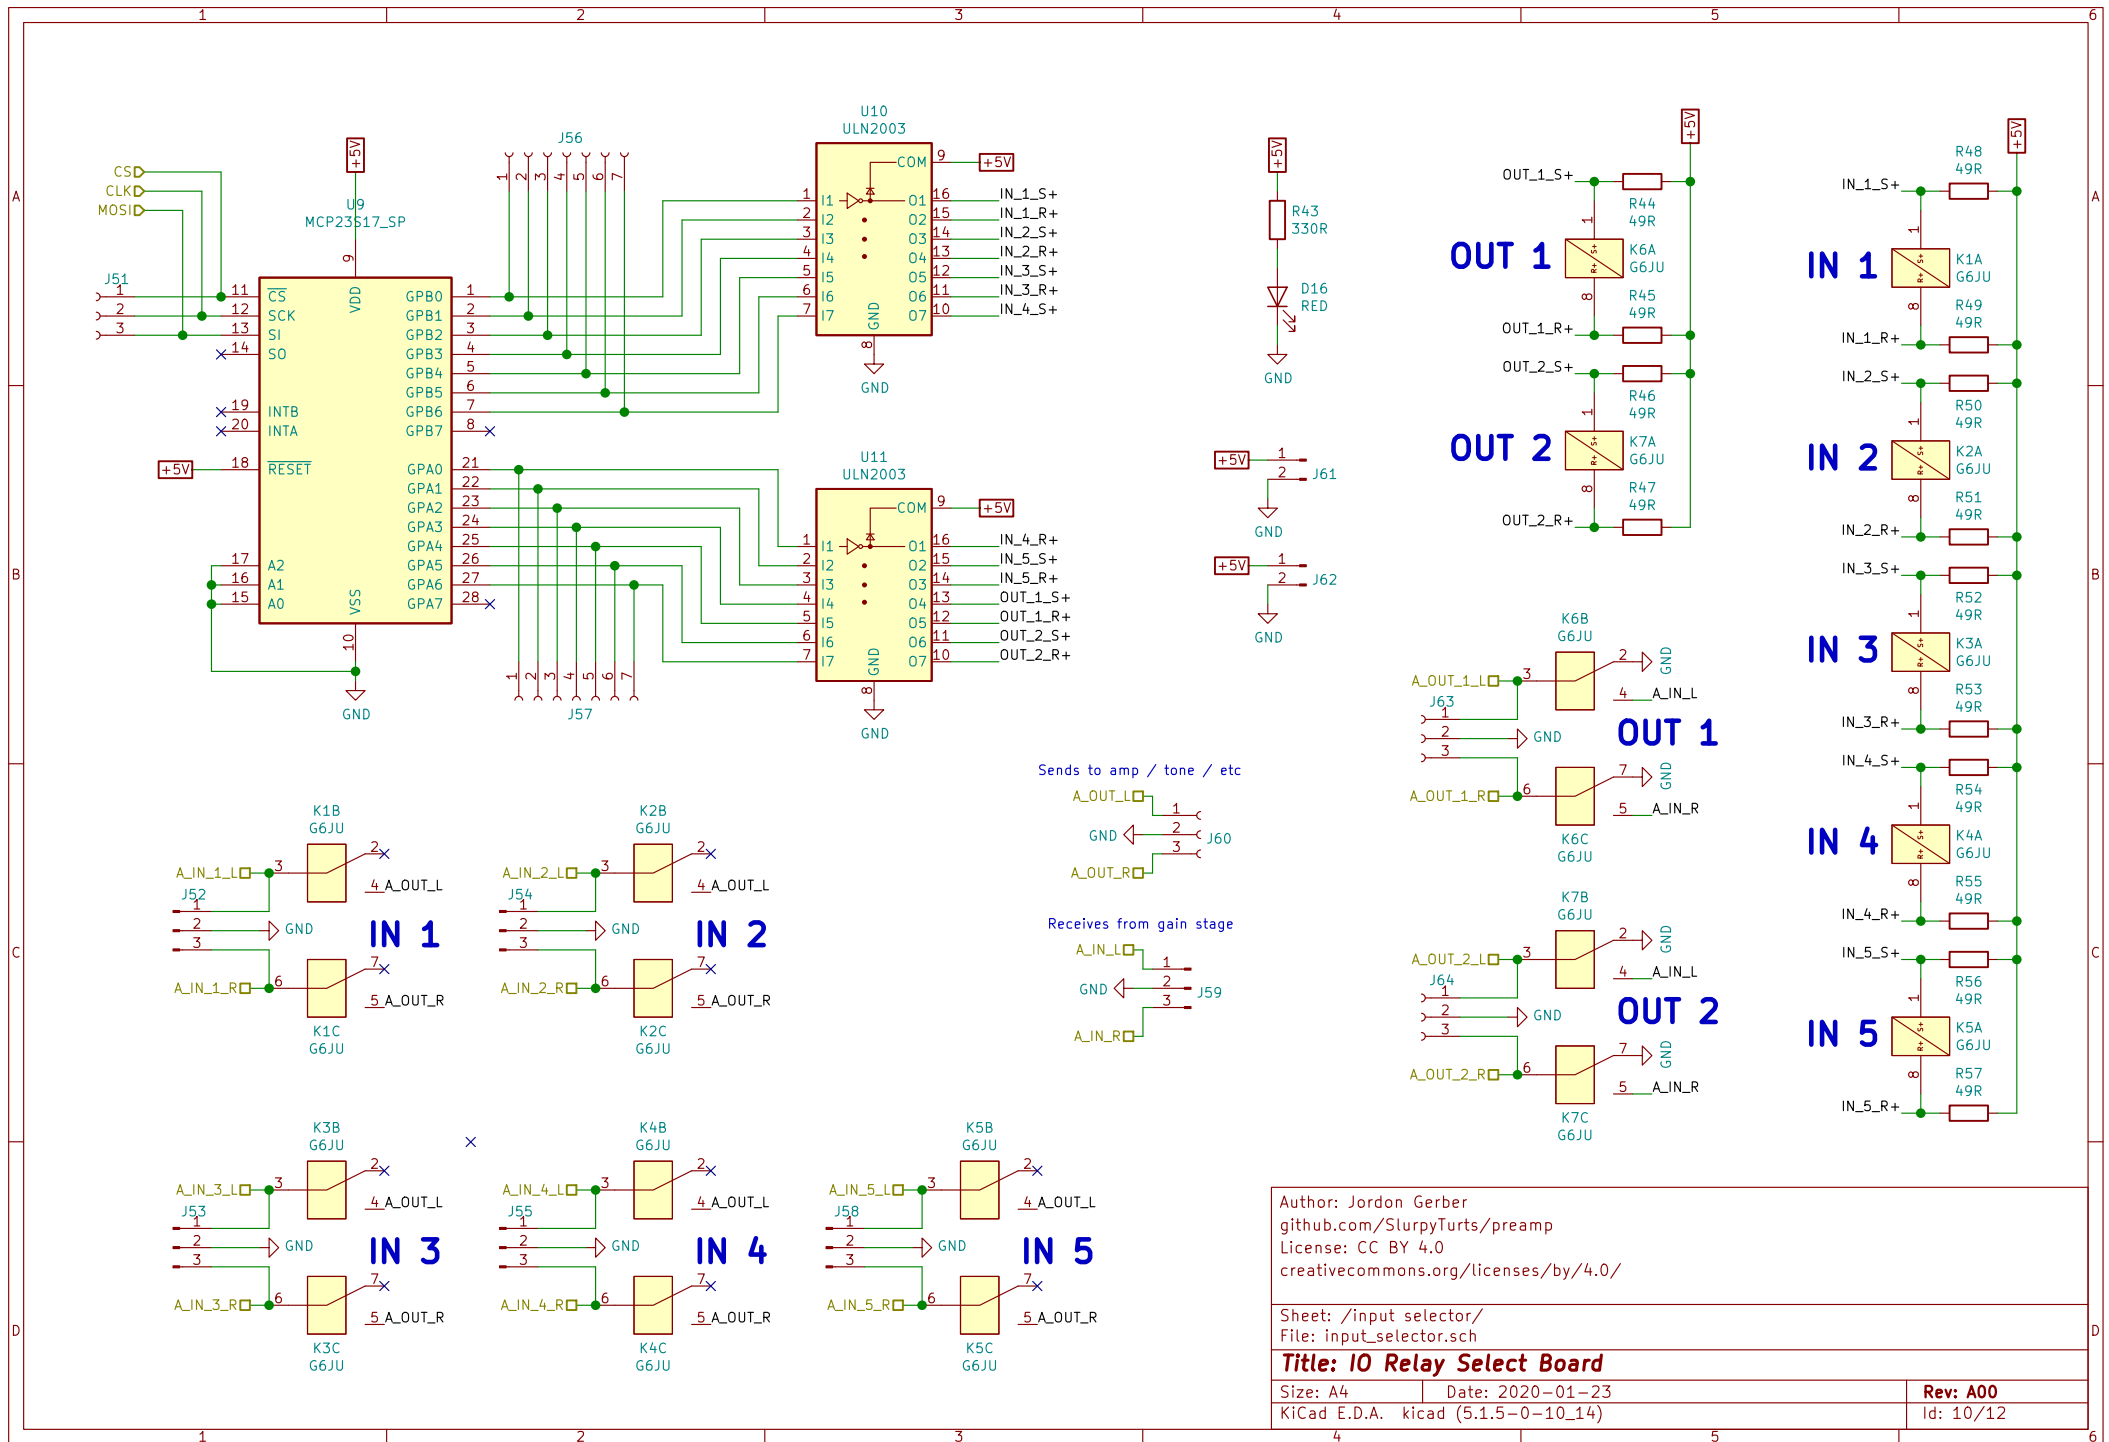 1 2 3 4 5 6
A
B
C
D
A
B
C
D
1 2 3 4 5 6
CS
CLK
MOSI
J51
1
2
3
+5V
U9
MCP23S17_SP
9
VDD
11 CS
12 SCK
13 SI
14 SO
19 INTB
20 INTA
+5V 18 RESET
17 A2
16 A1
15 A0
VSS
10
GND
GPB0 1
GPB1 2
GPB2 3
GPB3 4
GPB4 5
GPB5 6
GPB6 7
GPB7 8
GPA0 21
GPA1 22
GPA2 23
GPA3 24
GPA4 25
GPA5 26
GPA6 27
GPA7 28
J56
1 2 3 4 5 6 7
1 2 3 4 5 6 7
J57
U10
ULN2003
COM 9 +5V
1 I1 O1 16 IN_1_S+
2 I2 O2 15 IN_1_R+
3 I3 O3 14 IN_2_S+
4 I4 O4 13 IN_2_R+
5 I5 O5 12 IN_3_S+
6 I6 O6 11 IN_3_R+
7 I7 O7 10 IN_4_S+
GND
8
GND
U11
ULN2003
COM 9 +5V
1 I1 O1 16 IN_4_R+
2 I2 O2 15 IN_5_S+
3 I3 O3 14 IN_5_R+
4 I4 O4 13 OUT_1_S+
5 I5 O5 12 OUT_1_R+
6 I6 O6 11 OUT_2_S+
7 I7 O7 10 OUT_2_R+
GND
8
GND
+5V
R43
330R
D16
RED
GND
+5V 1
2 J61
GND
+5V 1
2 J62
GND
+5V
OUT_1_S+
R44
49R
1
OUT 1
S+
R+
K6A
G6JU
8
R45
49R
OUT_1_R+
OUT_2_S+
R46
49R
1
OUT 2
S+
R+
K7A
G6JU
8
R47
49R
OUT_2_R+
+5V
R48
49R
IN_1_S+
1
IN 1
S+
R+
K1A
G6JU
8
R49
49R
IN_1_R+
IN_2_S+
R50
49R
1
IN 2
S+
R+
K2A
G6JU
8
R51
49R
IN_2_R+
IN_3_S+
R52
49R
1
IN 3
S+
R+
K3A
G6JU
8
R53
49R
IN_3_R+
IN_4_S+
R54
49R
1
IN 4
S+
R+
K4A
G6JU
8
R55
49R
IN_4_R+
IN_5_S+
R56
49R
1
IN 5
S+
R+
K5A
G6JU
8
R57
49R
IN_5_R+
K6B
G6JU
A_OUT_1_L 3 2 GND
4 A_IN_L
J63
1
2 GND
3
OUT 1
A_OUT_1_R 6 7 GND
5 A_IN_R
K6C
G6JU
K7B
G6JU
A_OUT_2_L 3 2 GND
4 A_IN_L
J64
1
2 GND
3
OUT 2
A_OUT_2_R 6 7 GND
5 A_IN_R
K7C
G6JU
Sends to amp / tone / etc
A_OUT_L
1
GND 2 J60
3
A_OUT_R
Receives from gain stage
A_IN_L
1
GND 2 J59
3
A_IN_R
K1B
G6JU
A_IN_1_L 3 2
4 A_OUT_L
J52
1
2 GND
3
IN 1
A_IN_1_R 6 7
5 A_OUT_R
K1C
G6JU
K2B
G6JU
A_IN_2_L 3 2
4 A_OUT_L
J54
1
2 GND
3
IN 2
A_IN_2_R 6 7
5 A_OUT_R
K2C
G6JU
K3B
G6JU
A_IN_3_L 3 2
4 A_OUT_L
J53
1
2 GND
3
IN 3
A_IN_3_R 6 7
5 A_OUT_R
K3C
G6JU
K4B
G6JU
A_IN_4_L 3 2
4 A_OUT_L
J55
1
2 GND
3
IN 4
A_IN_4_R 6 7
5 A_OUT_R
K4C
G6JU
K5B
G6JU
A_IN_5_L 3 2
4 A_OUT_L
J58
1
2 GND
3
IN 5
A_IN_5_R 6 7
5 A_OUT_R
K5C
G6JU
Author: Jordon Gerber
github.com/SlurpyTurts/preamp
License: CC BY 4.0
creativecommons.org/licenses/by/4.0/
Sheet: /input selector/
File: input_selector.sch
Title: IO Relay Select Board
Size: A4 Date: 2020-01-23 Rev: A00
KiCad E.D.A. kicad (5.1.5-0-10_14) Id: 10/12